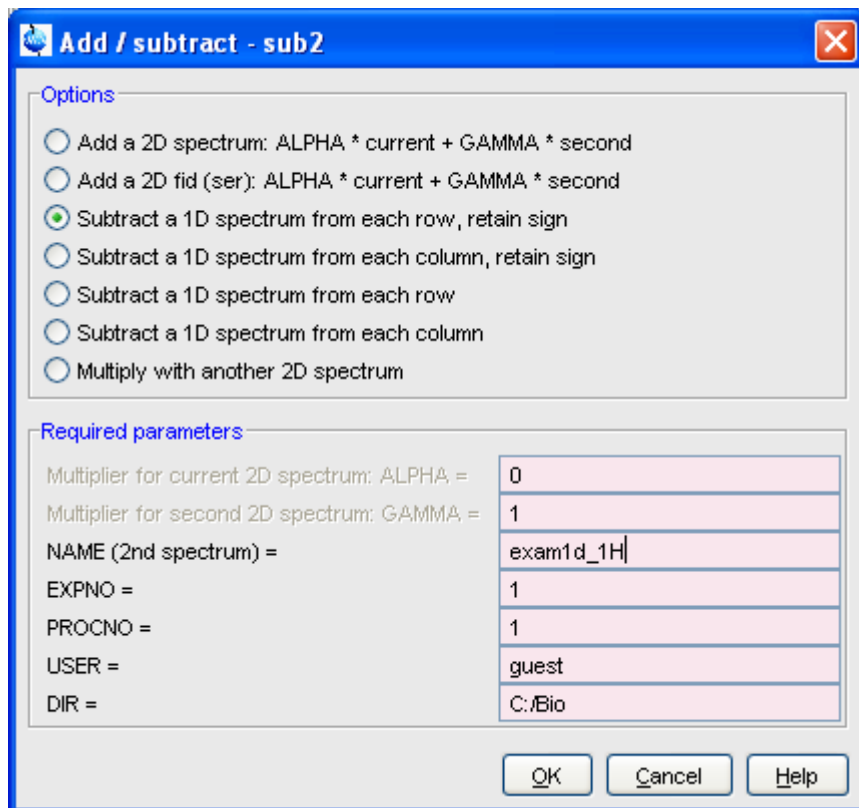 Add / subtract - sub2
Options
Add a 2D spectrum: ALPHA * current + GAMMA * second
Add a 2D fid (ser): ALPHA * current + GAMMA * second
Subtract a 1D spectrum from each row, retain sign
Subtract a 1D spectrum from each column, retain sign
Subtract a 1D spectrum from each row
Subtract a 1D spectrum from each column
Multiply with another 2D spectrum
Required parameters
Multiplier for current 2D spectrum: ALPHA = 0
Multiplier for second 2D spectrum: GAMMA = 1
NAME (2nd spectrum) = exam1d_1H
EXPNO = 1
PROCNO = 1
USER = guest
DIR = C:/Bio
OK Cancel Help